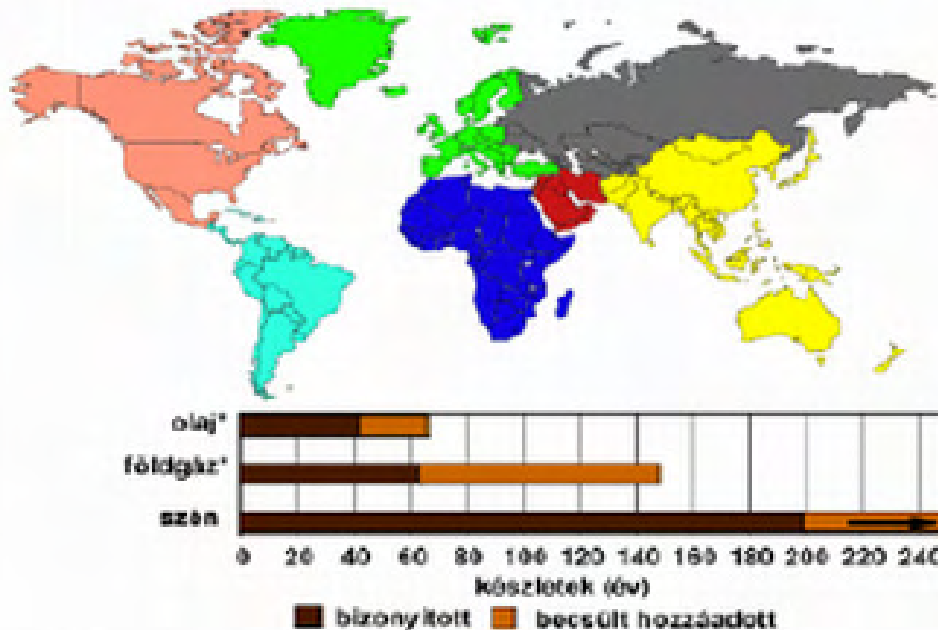 olaj*
földgáz*
szén
0 20 40 60 80 100 120 140 160 180 200 220 240
készletek (év)
bizonyított becsült hozzáadott